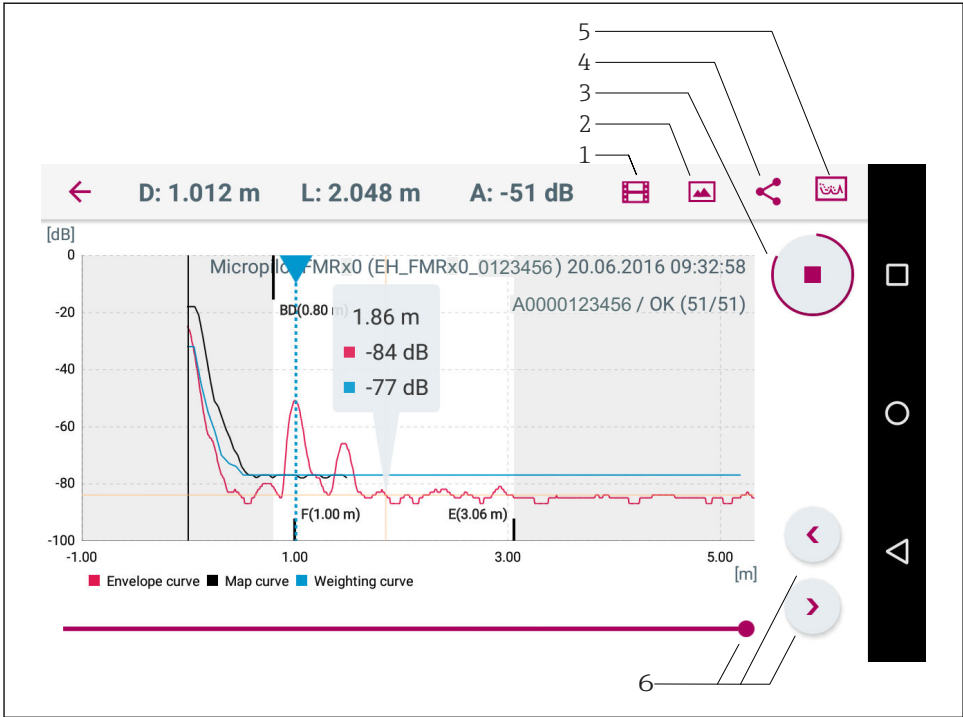 5
4
3
2
1
D: 1.012 m L: 2.048 m A: -51 dB
[dB]
0
-20
-40
-60
-80
-100
Micropilot FMRx0 (EH_FMRx0_0123456) 20.06.2016 09:32:58
A0000123456 / OK (51/51)
BD(0.80 m)
1.86 m
-84 dB
-77 dB
F(1.00 m) E(3.06 m)
-1.00 1.00 3.00 5.00
[m]
Envelope curve Map curve Weighting curve
6